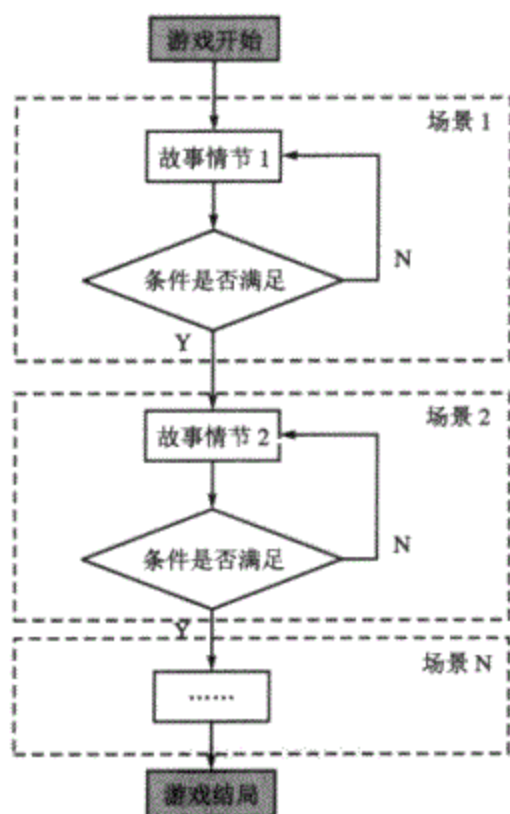 游戏开始
场景 1
故事情节 1
条件是否满足
N
Y
场景 2
故事情节 2
条件是否满足
N
Y
场景 N
……
游戏结局